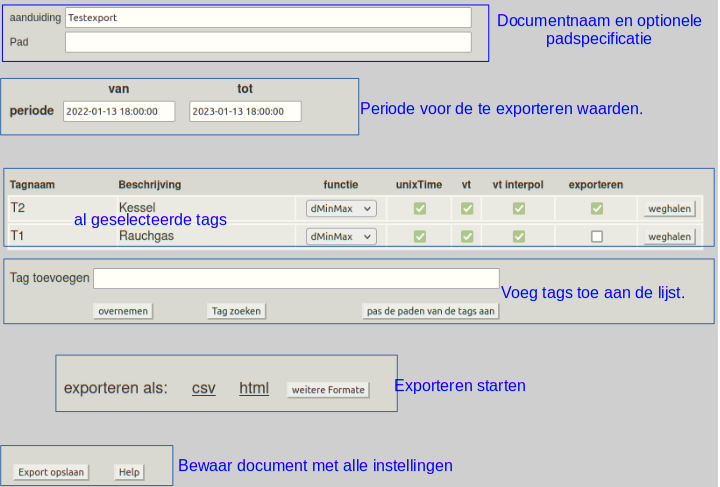 aanduiding Testexport
Documentnaam en optionele
padspecificatie
Pad
van tot
periode 2022-01-13 18:00:00 2023-01-13 18:00:00
Periode voor de te exporteren waarden.
Tagnaam Beschrijving functie unixTime vt vt interpol exporteren
T2 Kessel dMinMax weghalen
al geselecteerde tags
T1 Rauchgas dMinMax weghalen
Tag toevoegen
Voeg tags toe aan de lijst.
overnemen Tag zoeken pas de paden van de tags aan
exporteren als: csv html weitere Formate
Exporteren starten
Bewaar document met alle instellingen
Export opslaan Help